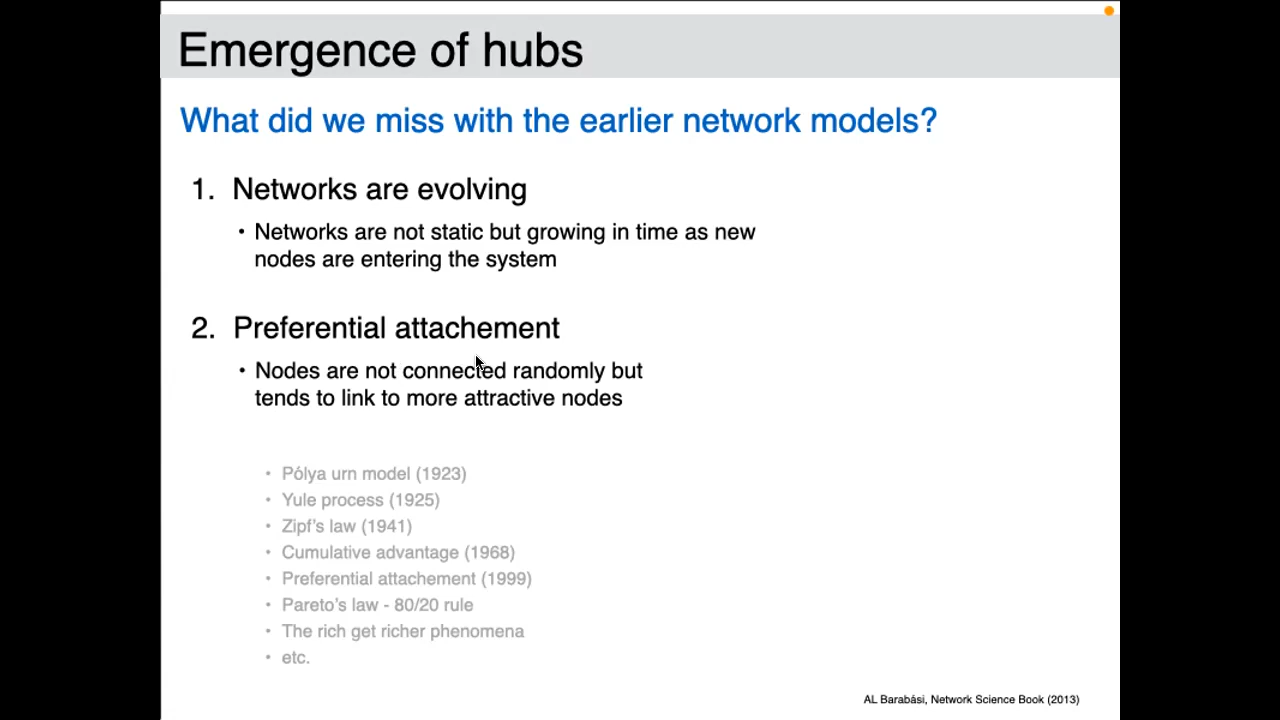 Emergence of hubs
What did we miss with the earlier network models?
1. Networks are evolving
• Networks are not static but growing in time as new
nodes are entering the system
2. Preferential attachement
• Nodes are not connected randomly but
tends to link to more attractive nodes
• Pólya urn model (1923)
• Yule process (1925)
• Zipf's law (1941)
• Cumulative advantage (1968)
• Preferential attachement (1999)
• Pareto's law - 80/20 rule
• The rich get richer phenomena
• etc.
AL Barabási, Network Science Book (2013)